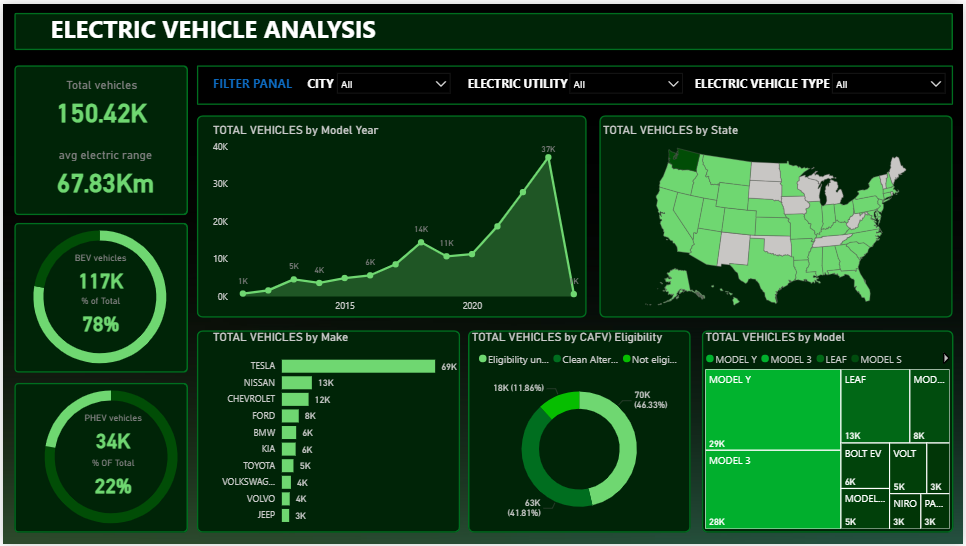 ELECTRIC VEHICLE ANALYSIS
Total vehicles
150.42K
avg electric range
67.83Km
FILTER PANAL
CITY All
ELECTRIC UTILITY All
ELECTRIC VEHICLE TYPE All
BEV vehicles
117K
% of Total
78%
PHEV vehicles
34K
% OF Total
22%
TOTAL VEHICLES by Model Year
40K
30K
20K
10K
0K
1K
5K
4K
6K
14K
11K
37K
K
2015
2020
TOTAL VEHICLES by State
TOTAL VEHICLES by Make
TESLA 69K
NISSAN 13K
CHEVROLET 12K
FORD 8K
BMW 6K
KIA 6K
TOYOTA 5K
VOLKSWAG... 4K
VOLVO 4K
JEEP 3K
TOTAL VEHICLES by CAFV) Eligibility
Eligibility un... Clean Alter... Not eligi...
18K (11.86%)
70K
(46.33%)
63K
(41.81%)
TOTAL VEHICLES by Model
MODEL Y MODEL 3 LEAF MODEL S
MODEL Y
29K
MODEL 3
28K
LEAF
13K
MOD...
8K
BOLT EV
6K
VOLT
5K
3K
MODEL...
5K
NIRO
3K
PA...
3K